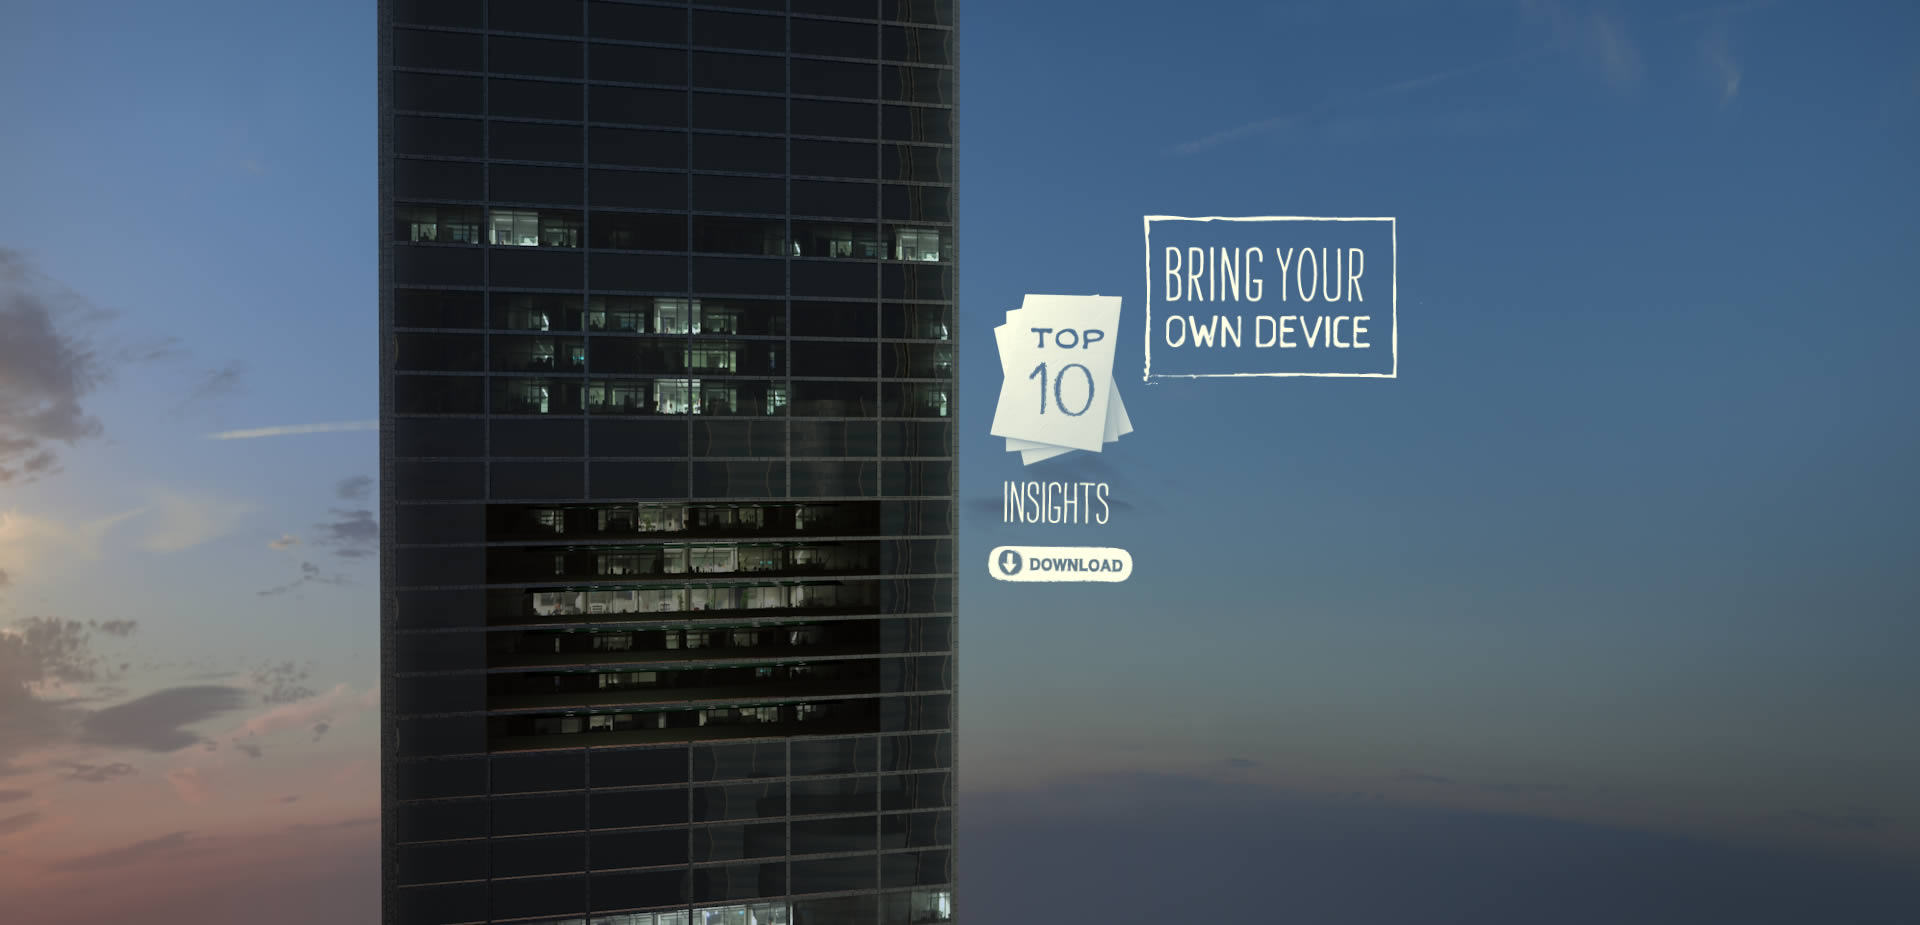 BRING YOUR
OWN DEVICE
TOP
10
INSIGHTS
DOWNLOAD